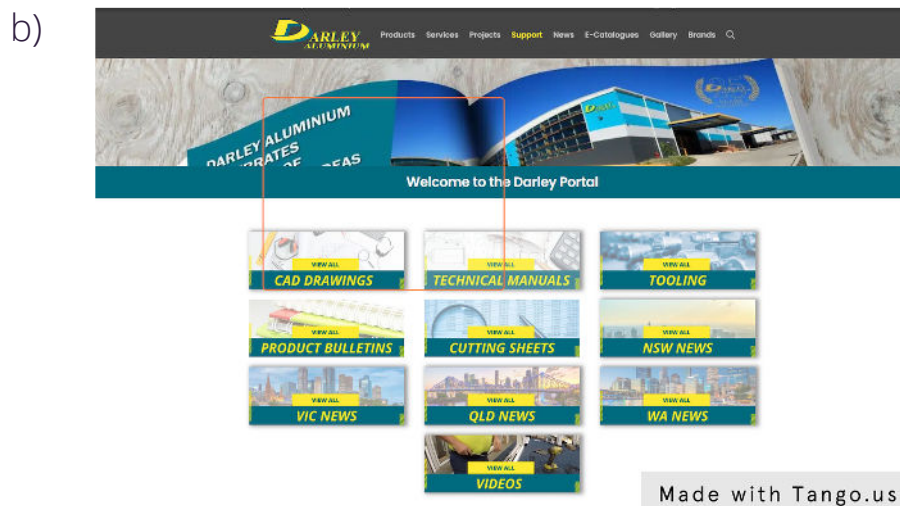 b)
DARLEY
ALUMINIUM
Products Services Projects Support News E-Catalogues Gallery Brands
DARLEY ALUMINIUM
Welcome to the Darley Portal
VIEW ALL VIEW ALL VIEW ALL
CAD DRAWINGS TECHNICAL MANUALS TOOLING
VIEW ALL VIEW ALL VIEW ALL
PRODUCT BULLETINS CUTTING SHEETS NSW NEWS
VIEW ALL VIEW ALL VIEW ALL
VIC NEWS QLD NEWS WA NEWS
VIEW ALL
VIDEOS
Made with Tango.us